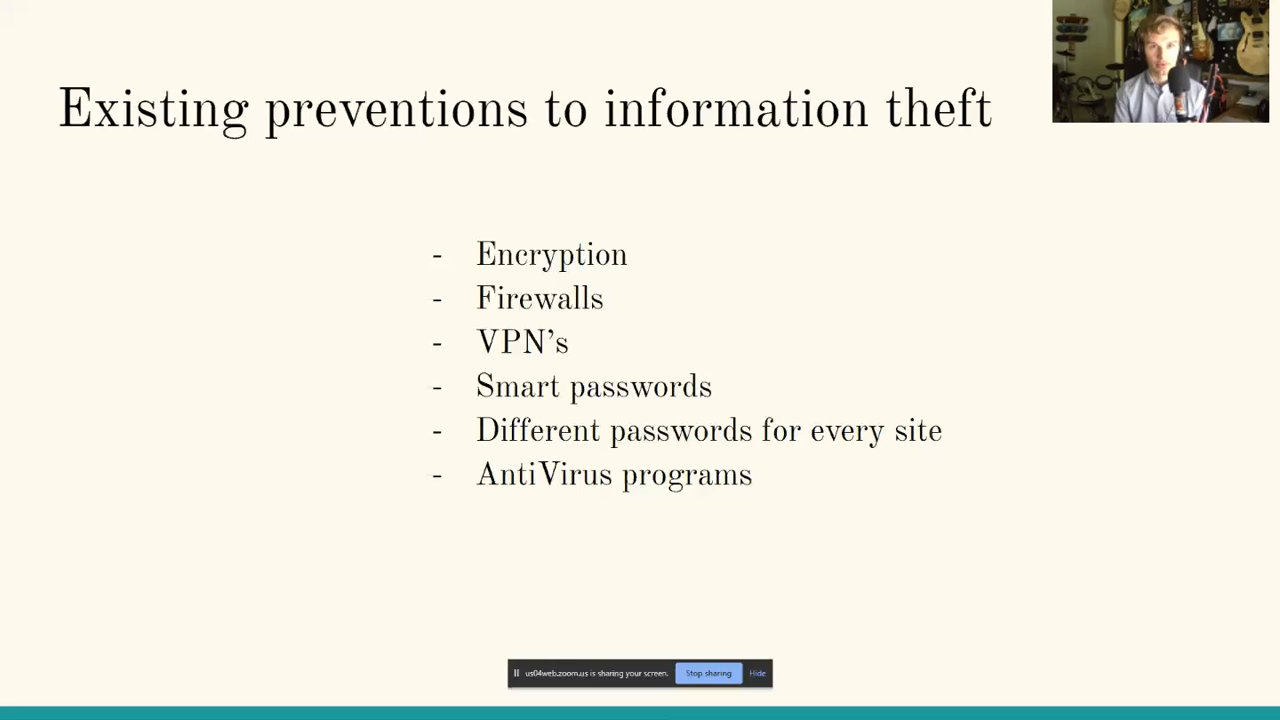 Existing preventions to information theft
- Encryption
- Firewalls
- VPN’s
- Smart passwords
- Different passwords for every site
- AntiVirus programs
us04web.zoom.us is sharing your screen. Stop sharing Hide